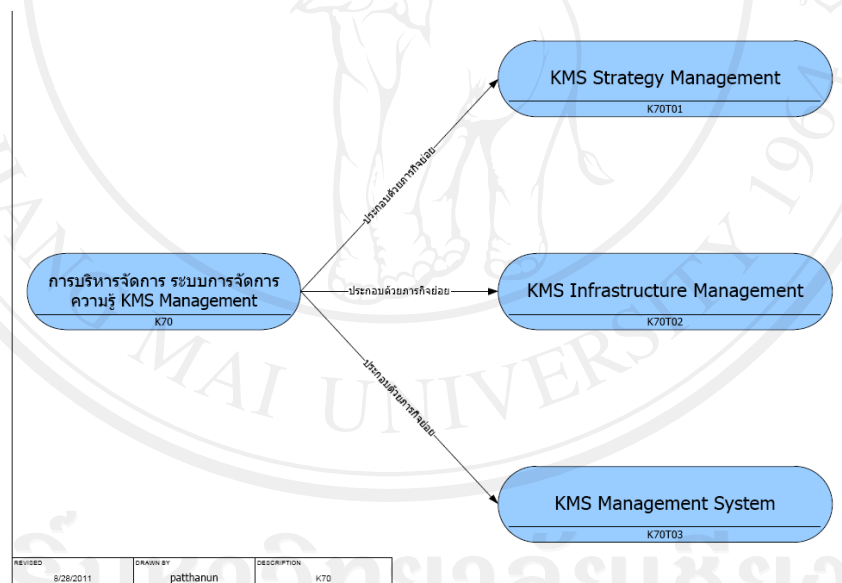 KMS Strategy Management
K70T01
ประกอบด้วยภารกิจย่อย
การบริหารจัดการ ระบบการจัดการ
ความรู้ KMS Management
K70
ประกอบด้วยภารกิจย่อย
KMS Infrastructure Management
K70T02
ประกอบด้วยภารกิจย่อย
KMS Management System
K70T03
REVISED
8/28/2011
DRAWN BY
patthanun
DESCRIPTION
K70
MAI UNIVERSITY 1964